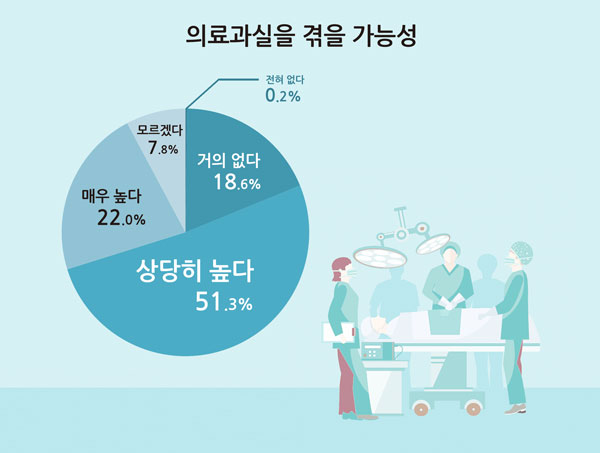 의료과실을 겪을 가능성
전혀 없다
0.2%
모르겠다
7.8%
거의 없다
18.6%
매우 높다
22.0%
상당히 높다
51.3%